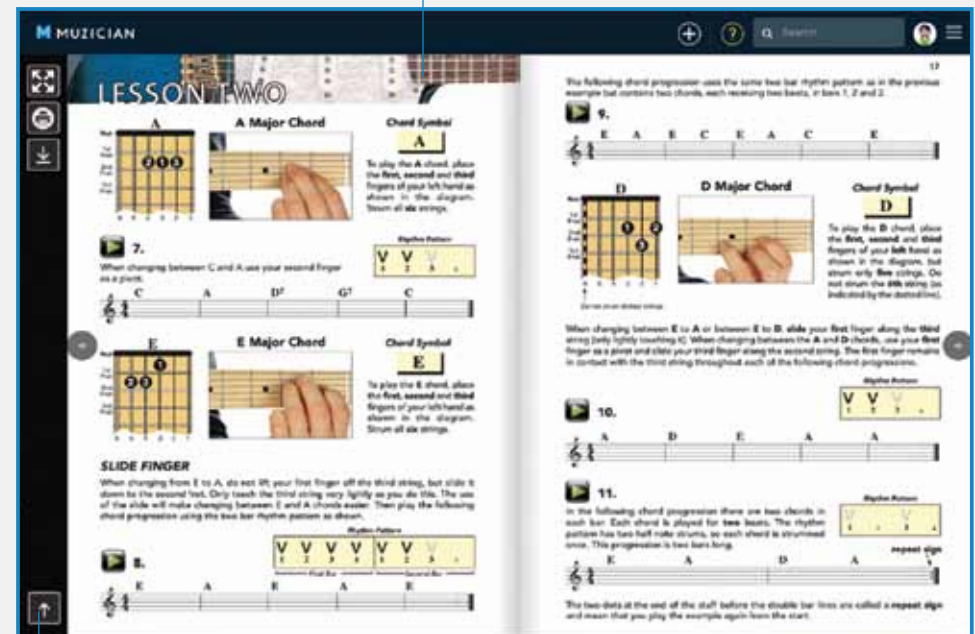 MUZICIAN
Search
LESSON TWO
A
A Major Chord
Chord Symbol
A
To play the A chord, place
the first, second and third
fingers of your left hand as
shown in the diagram.
Strum all six strings.
7.
Rhythm Pattern
When changing between C and A use your second finger
as a pivot.
C A D7 G7 C
E
E Major Chord
Chord Symbol
E
To play the E chord, place
the first, second and third
fingers of your left hand as
shown in the diagram.
Strum all six strings.
SLIDE FINGER
When changing from E to A, do not lift your first finger off the third string, but slide it
down to the second fret. Only touch the third string very lightly as you do this. The use
of the slide will make changing between E and A chords easier. Then play the following
chord progression using the two bar rhythm pattern as shown.
Rhythm Pattern
8.
First Bar Second Bar
E A E A E
17
The following chord progression uses the same two bar rhythm pattern as in the previous
example but contains two chords, each receiving two beats, in bars 1, 2 and
9.
E A E C E A C E
D
D Major Chord
Chord Symbol
D
To play the D chord, place
the first, second and third
fingers of your left hand as
shown in the diagram, but
strum only five strings. Do
not strum the 6th string (as
indicated by the dotted line).
Do not strum dotted strings.
When changing between E to A or between E to D, slide your first finger along the third
string (only lightly touching it). When changing between the A and D chords, use your first
finger as a pivot and slide your third finger along the second string. The first finger remains
in contact with the third string throughout each of the following chord progressions.
Rhythm Pattern
10.
A D E A A
11.
Rhythm Pattern
In the following chord progression there are two chords in
each bar. Each chord is played for two beats. The rhythm
pattern has two half note strums, so each chord is strummed
once. This progression is two bars long.
repeat sign
E A D A
The two dots at the end of the staff before the double bar lines are called a repeat sign
and mean that you play the example again from the start.